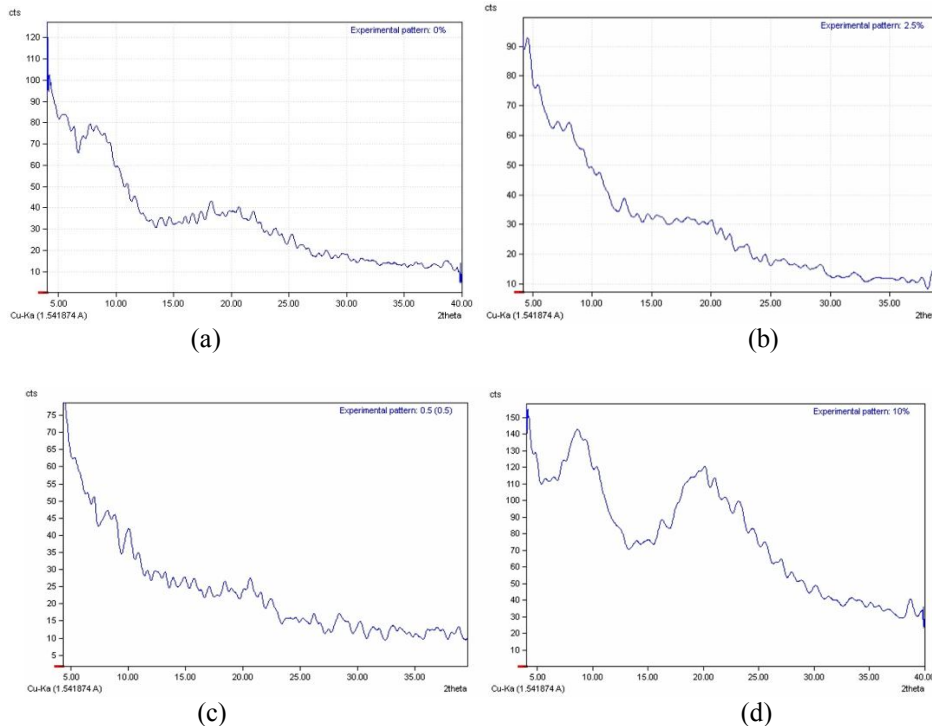 cts
Experimental pattern: 0%
120
110
100
90
80
70
60
50
40
30
20
10
5.00 10.00 15.00 20.00 25.00 30.00 35.00 40.00
Cu-Ka (1.541874 A) 2theta
(a)
cts
Experimental pattern: 2.5%
90
80
70
60
50
40
30
20
10
5.00 10.00 15.00 20.00 25.00 30.00 35.00
Cu-Ka (1.541874 A) 2theta
(b)
cts
Experimental pattern: 0.5 (0.5)
75
70
65
60
55
50
45
40
35
30
25
20
15
10
5
5.00 10.00 15.00 20.00 25.00 30.00 35.00
Cu-Ka (1.541874 A) 2theta
(c)
cts
Experimental pattern: 10%
150
140
130
120
110
100
90
80
70
60
50
40
30
20
10
0
5.00 10.00 15.00 20.00 25.00 30.00 35.00 40.00
Cu-Ka (1.541874 A) 2theta
(d)